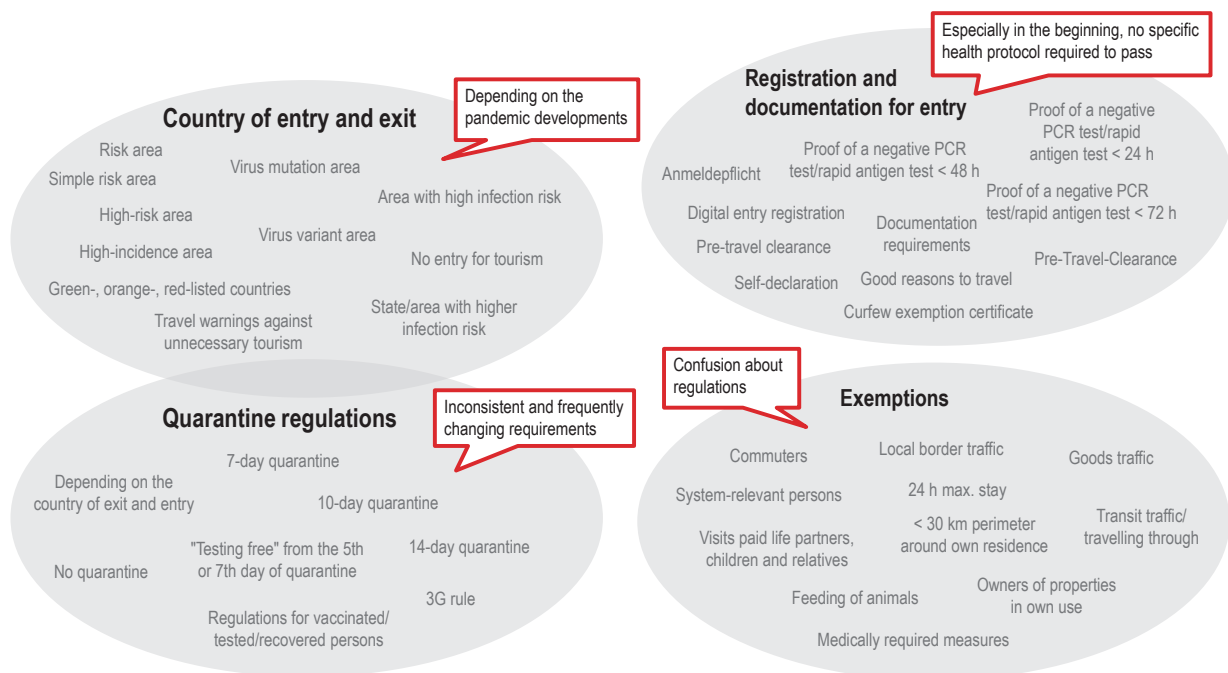 Country of entry and exit
Depending on the
pandemic developments
Risk area
Simple risk area
Virus mutation area
Area with high infection risk
High-risk area
Virus variant area
High-incidence area
No entry for tourism
Green-, orange-, red-listed countries
State/area with higher
infection risk
Travel warnings against
unnecessary tourism
Registration and
documentation for entry
Especially in the beginning, no specific
health protocol required to pass
Proof of a negative
PCR test/rapid
antigen test < 24 h
Proof of a negative PCR
test/rapid antigen test < 48 h
Anmeldepflicht
Proof of a negative PCR
test/rapid antigen test < 72 h
Digital entry registration
Documentation
requirements
Pre-travel clearance
Pre-Travel-Clearance
Self-declaration
Good reasons to travel
Curfew exemption certificate
Quarantine regulations
Inconsistent and frequently
changing requirements
7-day quarantine
Depending on the
country of exit and entry
10-day quarantine
"Testing free" from the 5th
or 7th day of quarantine
14-day quarantine
No quarantine
3G rule
Regulations for vaccinated/
tested/recovered persons
Confusion about
regulations
Exemptions
Commuters
Local border traffic
Goods traffic
System-relevant persons
24 h max. stay
Visits paid life partners,
children and relatives
< 30 km perimeter
around own residence
Transit traffic/
travelling through
Feeding of animals
Owners of properties
in own use
Medically required measures